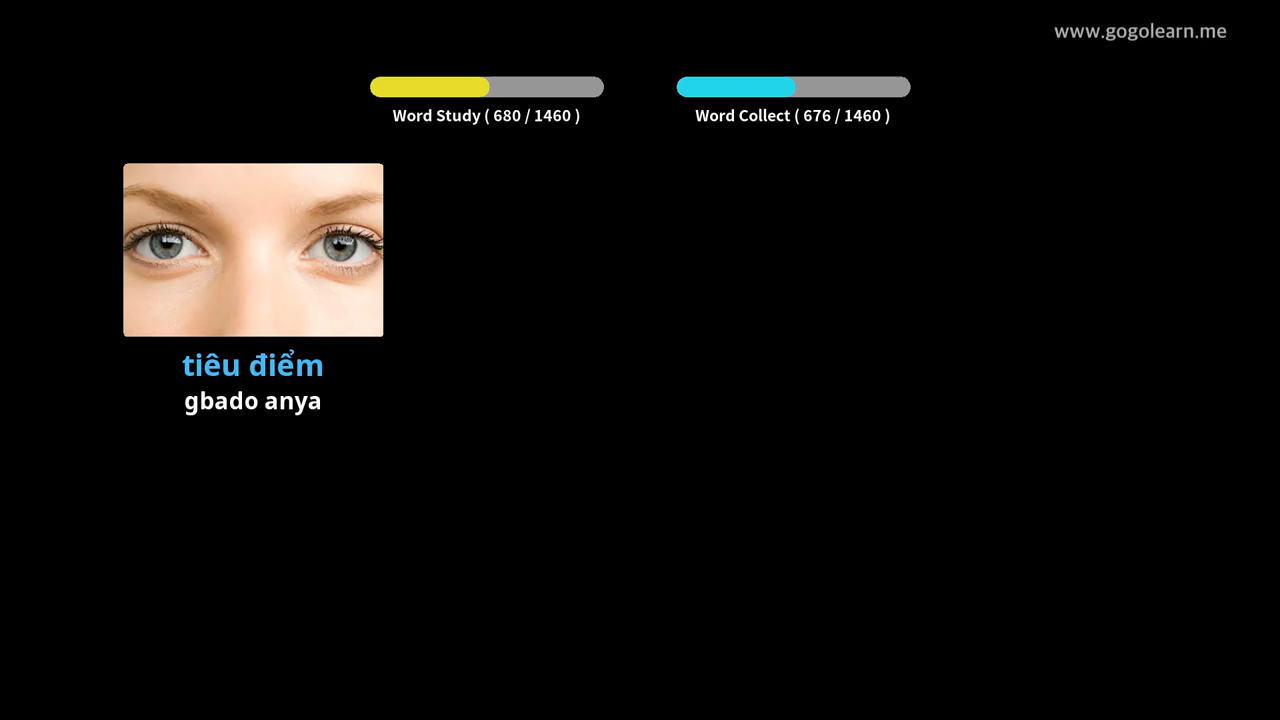 www.gogolearn.me
Word Study ( 680 / 1460 )
Word Collect ( 676 / 1460 )
tiêu điểm
gbado anya